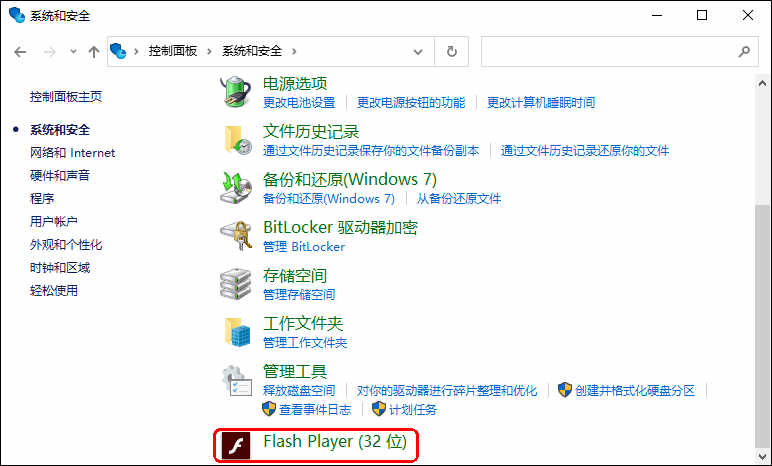 系统和安全
控制面板 系统和安全
控制面板主页
系统和安全
网络和 Internet
硬件和声音
程序
用户帐户
外观和个性化
时钟和区域
轻松使用
电源选项
更改电池设置 更改电源按钮的功能 更改计算机睡眠时间
文件历史记录
通过文件历史记录保存你的文件备份副本 通过文件历史记录还原你的文件
备份和还原(Windows 7)
备份和还原(Windows 7) 从备份还原文件
BitLocker 驱动器加密
管理 BitLocker
存储空间
管理存储空间
工作文件夹
管理工作文件夹
管理工具
释放磁盘空间 对你的驱动器进行碎片整理和优化 创建并格式化硬盘分区
查看事件日志 计划任务
Flash Player (32 位)